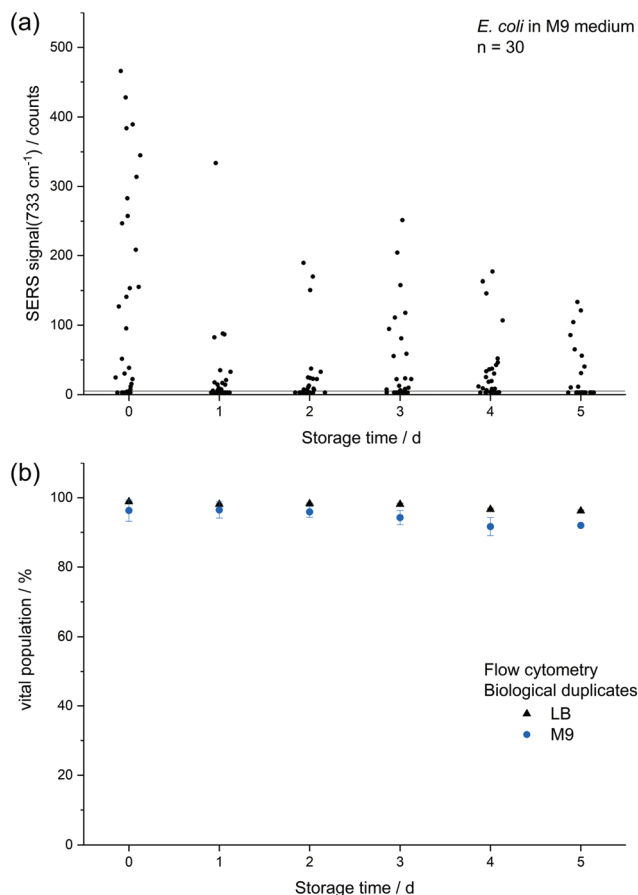 (a)
E. coli in M9 medium
n = 30
SERS signal(733 cm⁻¹) / counts
500
400
300
200
100
0
0 1 2 3 4 5
Storage time / d
(b)
vital population / %
100
80
60
40
20
0
Flow cytometry
Biological duplicates
LB
M9
0 1 2 3 4 5
Storage time / d